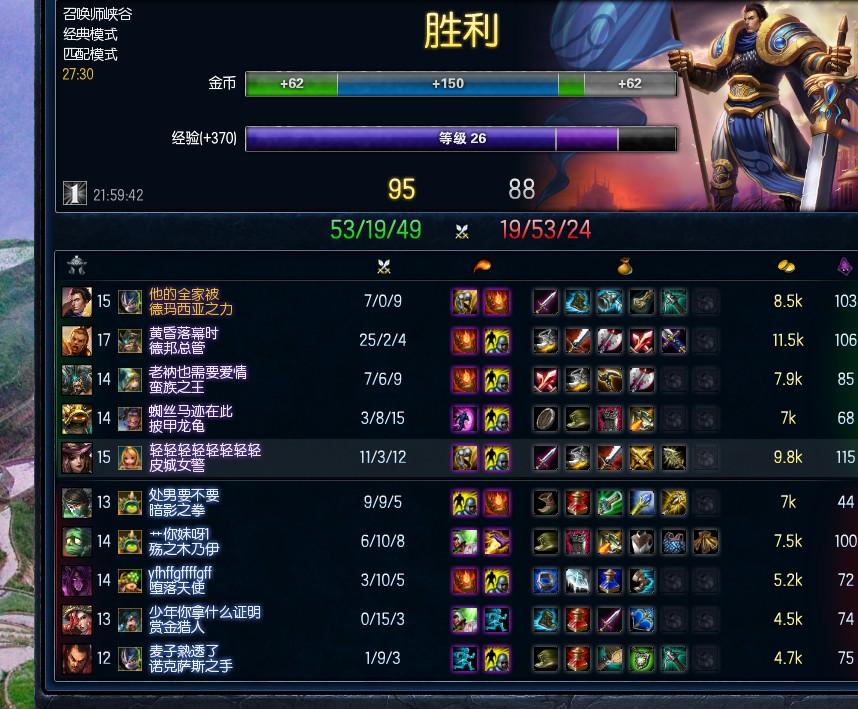 召唤师峡谷
经典模式
匹配模式
27:30
胜利
金币 +62 +150 +62
经验(+370) 等级 26
1 21:59:42
95 88
53/19/49 19/53/24
15 他的全家被 德玛西亚之力 7/0/9 8.5k 103
17 黄昏落幕时 德邦总管 25/2/4 11.5k 106
14 老衲也需要爱情 蛮族之王 7/6/9 7.9k 85
14 蜘丝马迹在此 披甲龙龟 3/8/15 7k 68
15 轻轻轻轻轻轻轻轻 皮城女警 11/3/12 9.8k 115
13 处男要不要 暗影之拳 9/9/5 7k 44
14 艹你妹呀1 殇之木乃伊 6/10/8 7.5k 100
14 yfhffgffffgff 堕落天使 3/10/5 5.2k 72
13 少年你拿什么证明 赏金猎人 0/15/3 4.5k 74
12 麦子熟透了 诺克萨斯之手 1/9/3 4.7k 75